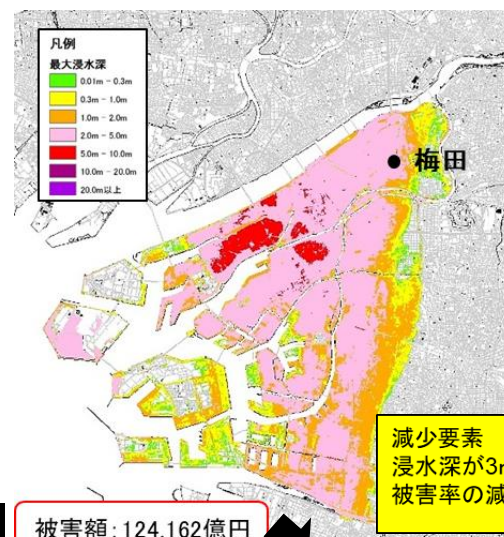 凡例
最大浸水深
0.01m - 0.3m
0.3m - 1.0m
1.0m - 2.0m
2.0m - 5.0m
5.0m - 10.0m
10.0m - 20.0m
20.0m以上
梅田
減少要素
浸水深が3
被害率の減
被害額:124,162億円